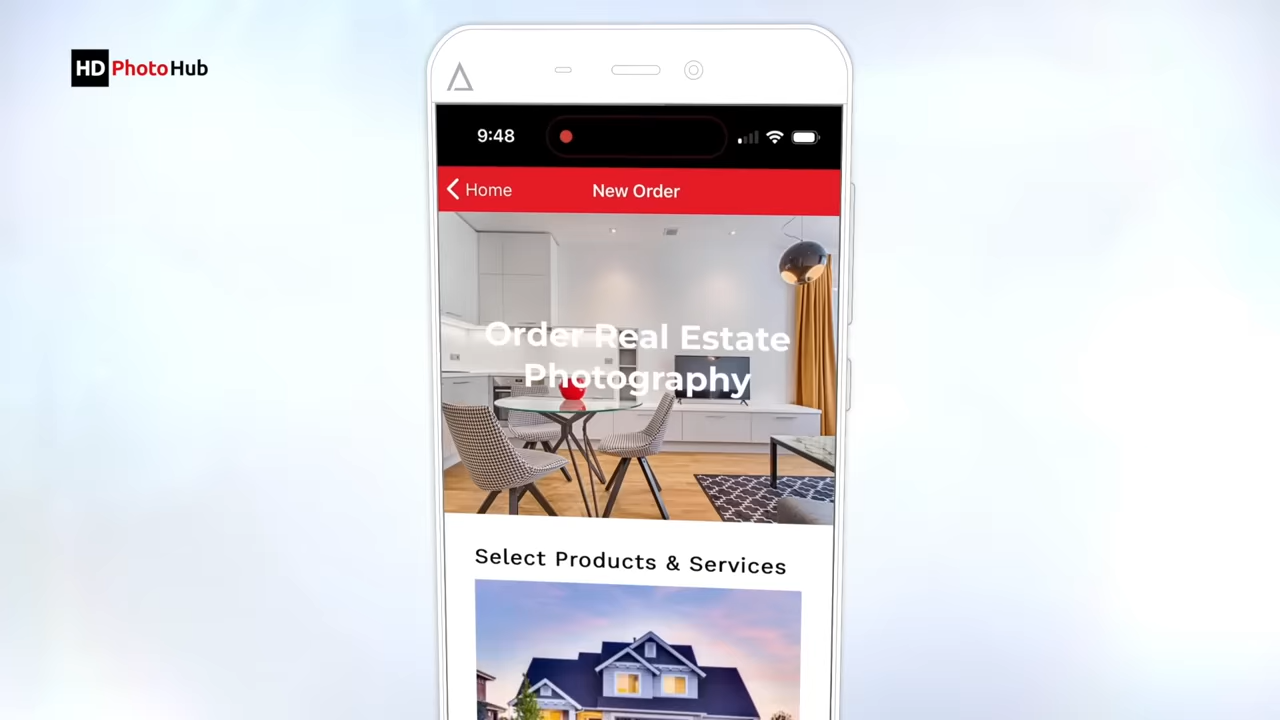 HD PhotoHub
9:48
Home
New Order
Order Real Estate
Photography
Select Products & Services